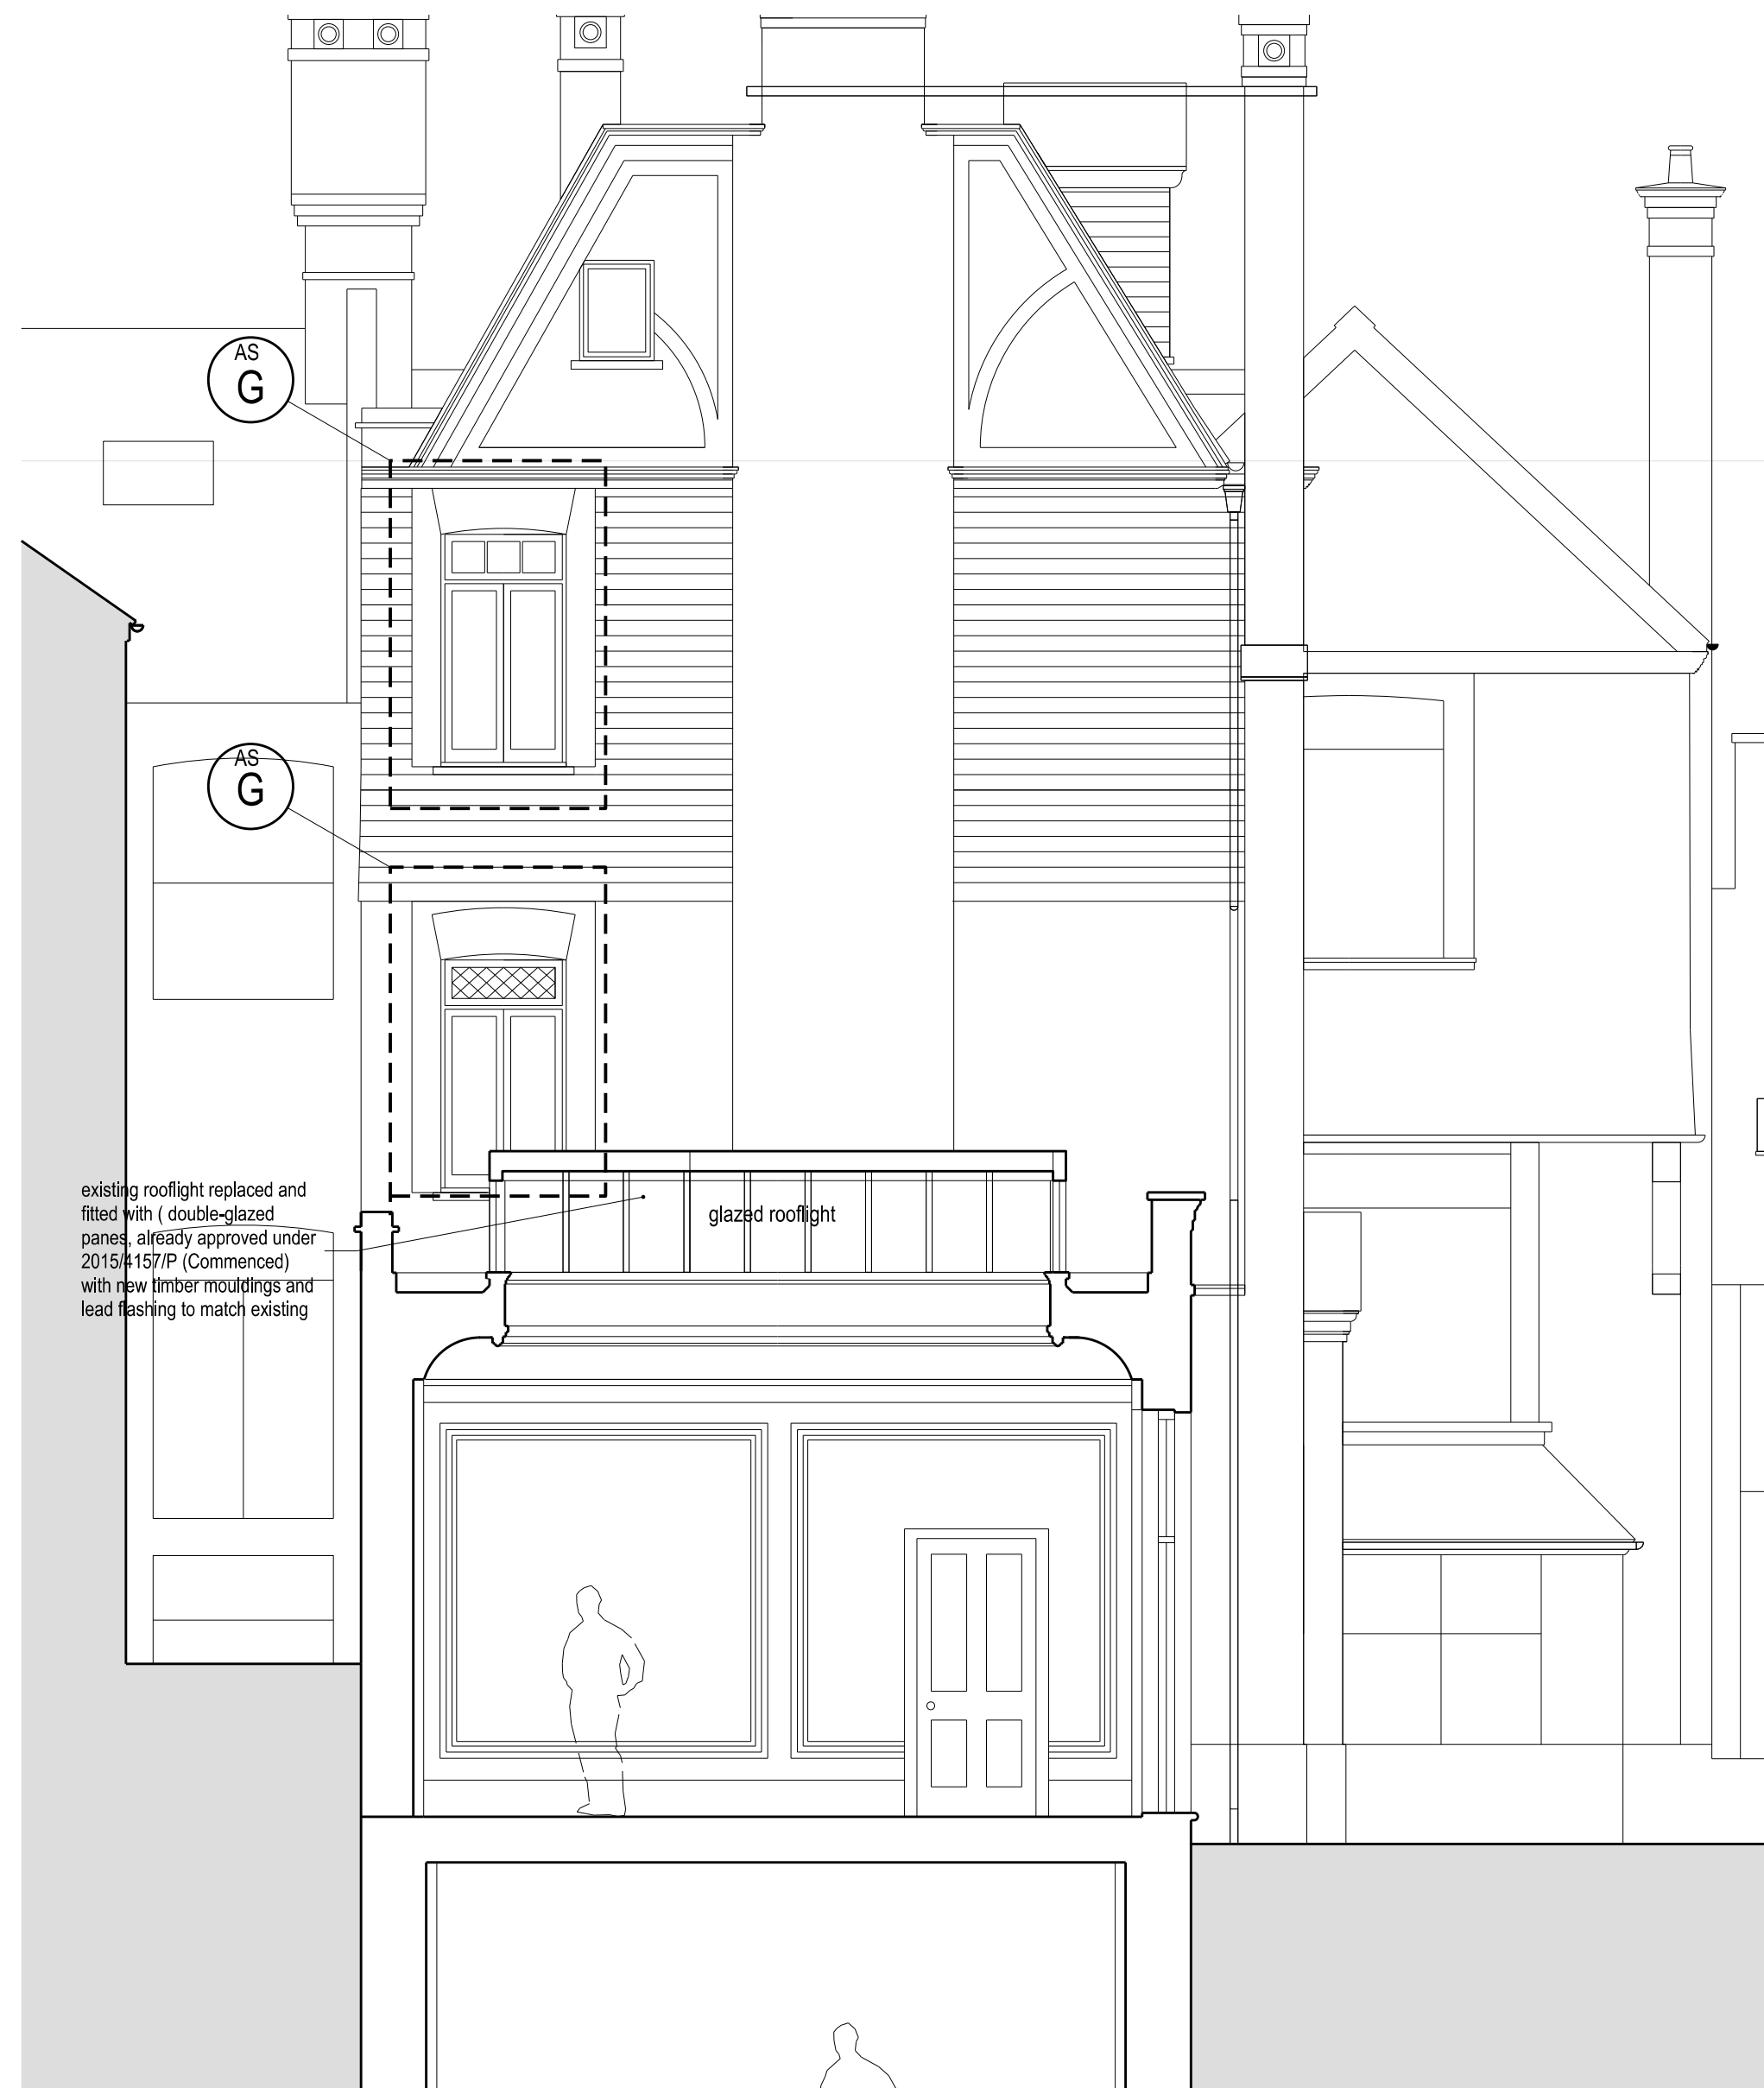 AS
G
AS
G
existing rooflight replaced and
fitted with ( double-glazed
panes, already approved under
2015/4157/P (Commenced)
with new timber mouldings and
lead flashing to match existing
glazed rooflight